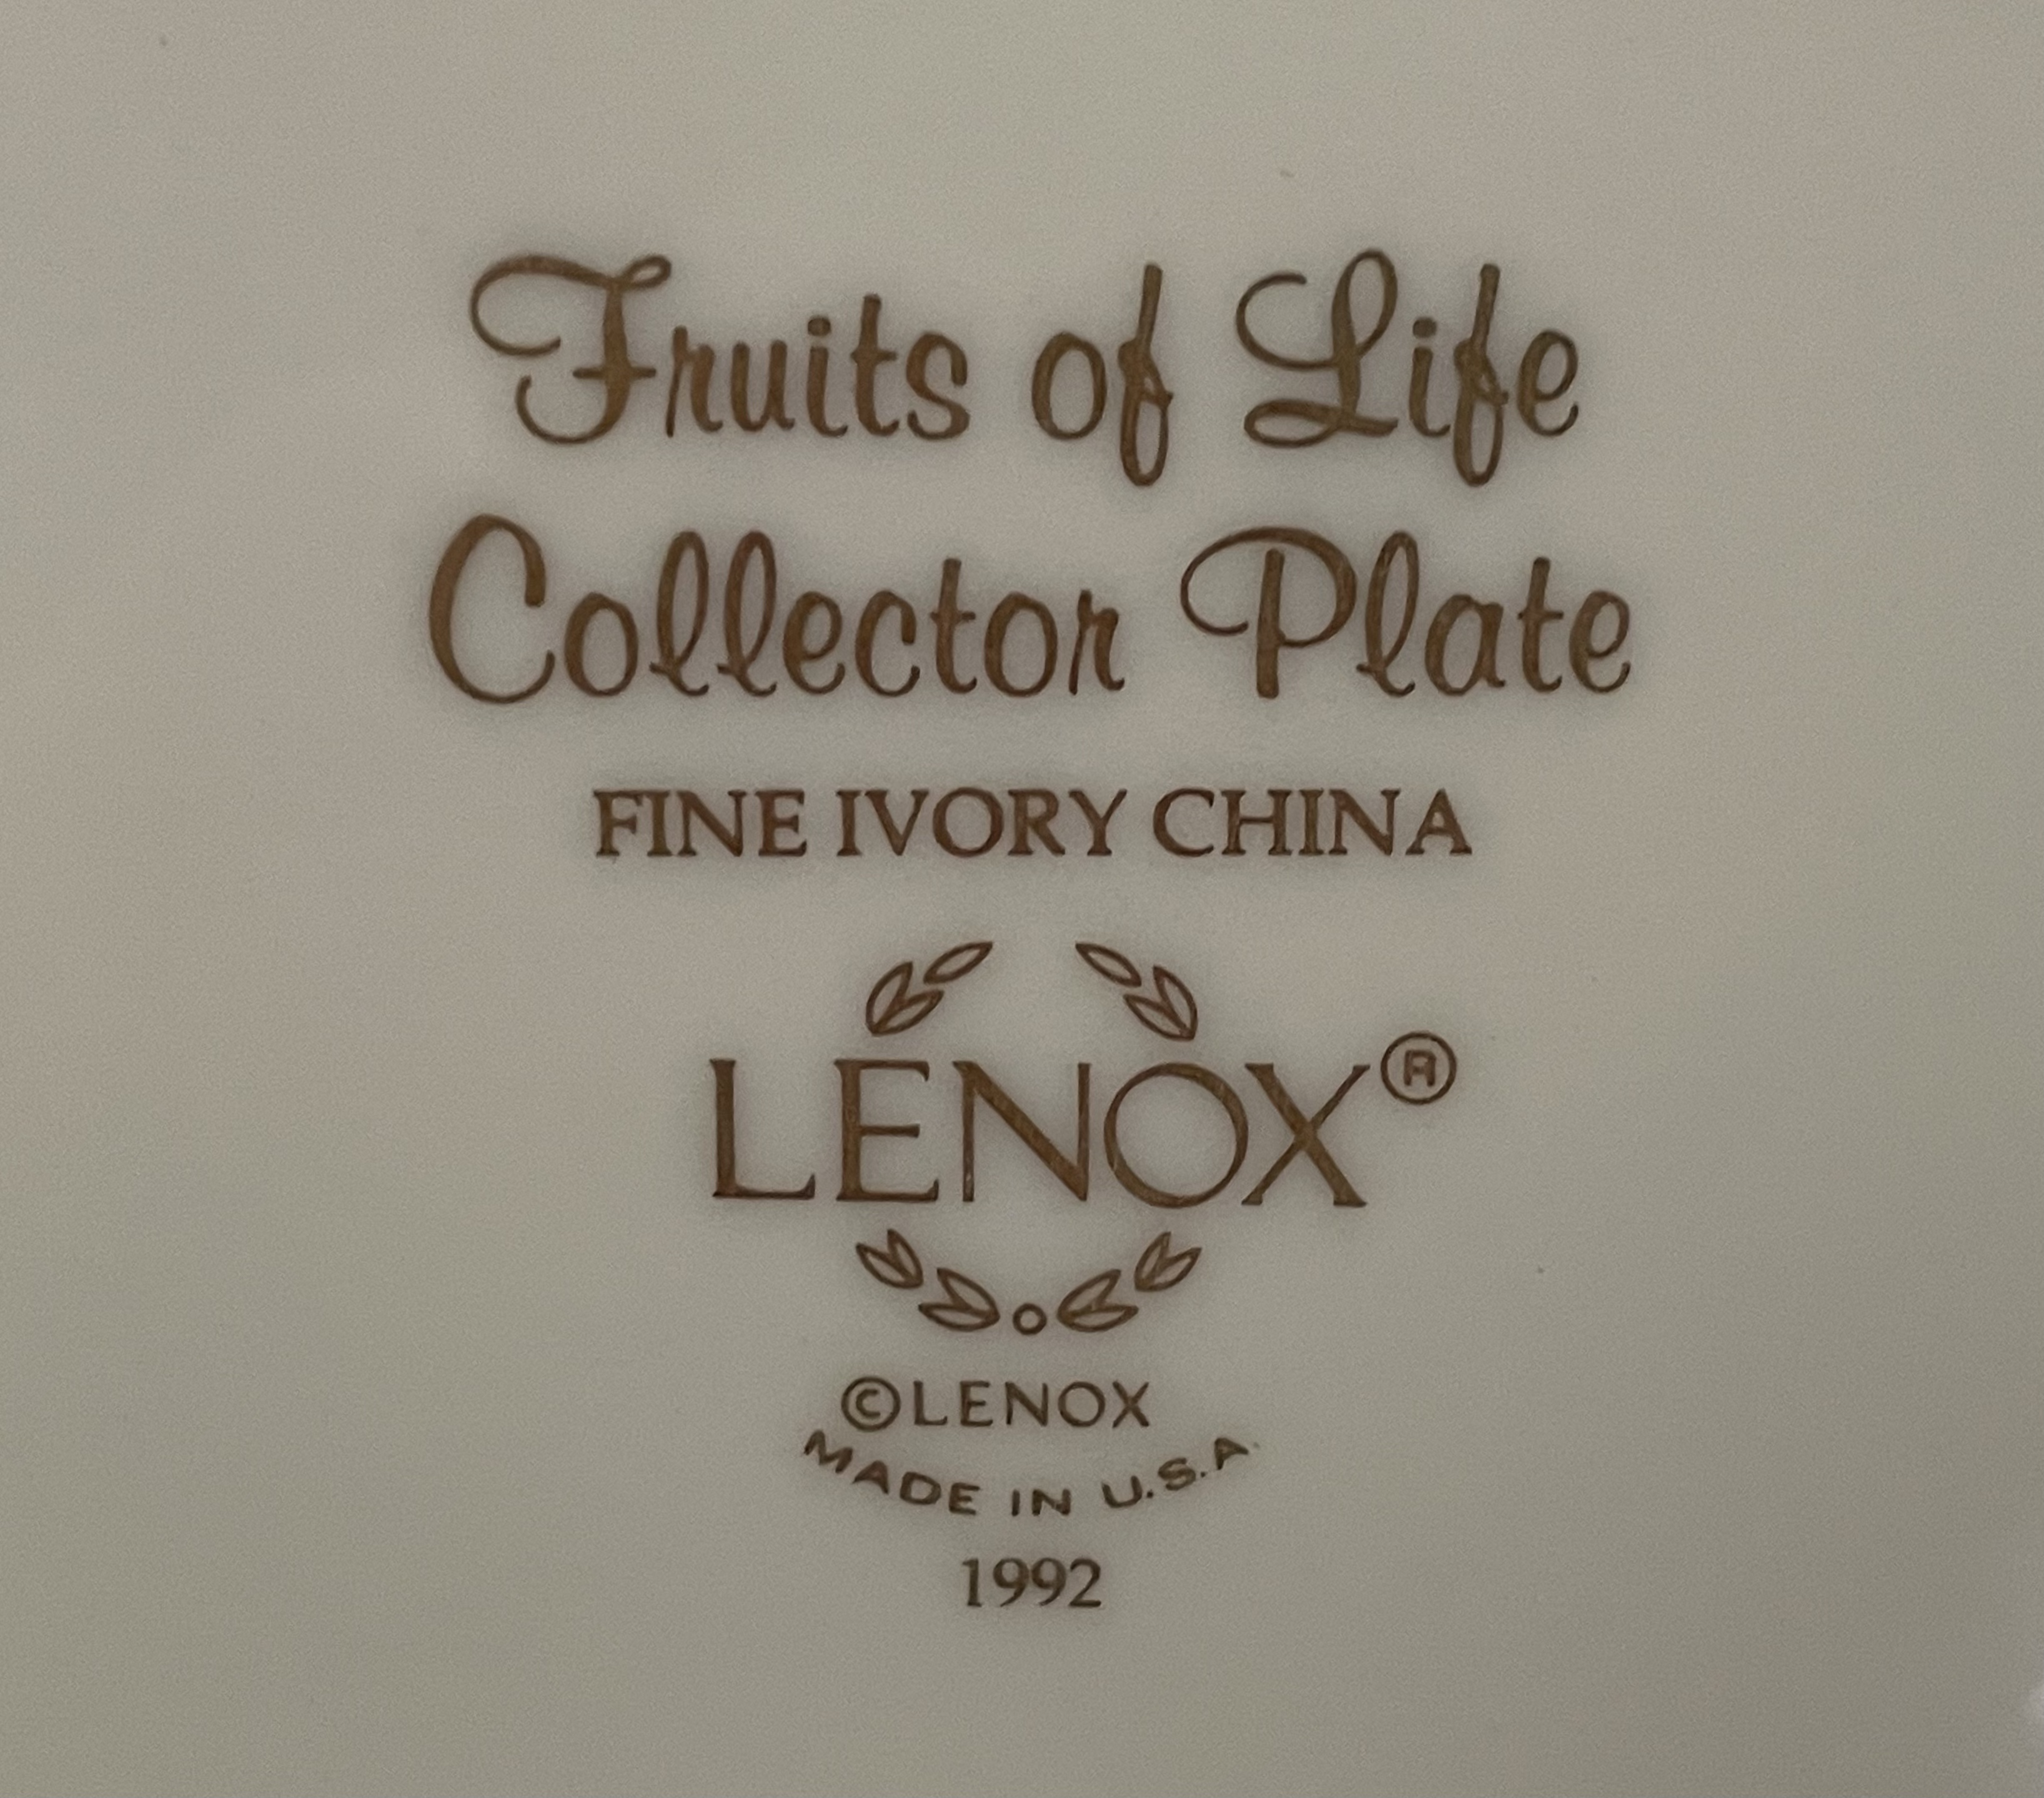 Fruits of Life
Collector Plate
FINE IVORY CHINA
LENOX®
©LENOX
MADE IN U.S.A.
1992